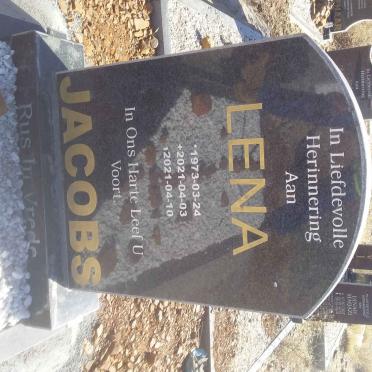 In Liefdevolle
Herinnering
Aan
LENA
*1973-03-24
+2021-04-03
†2021-04-10
In Ons Harte Leef U
Voort.
JACOBS
Rus In Vrede